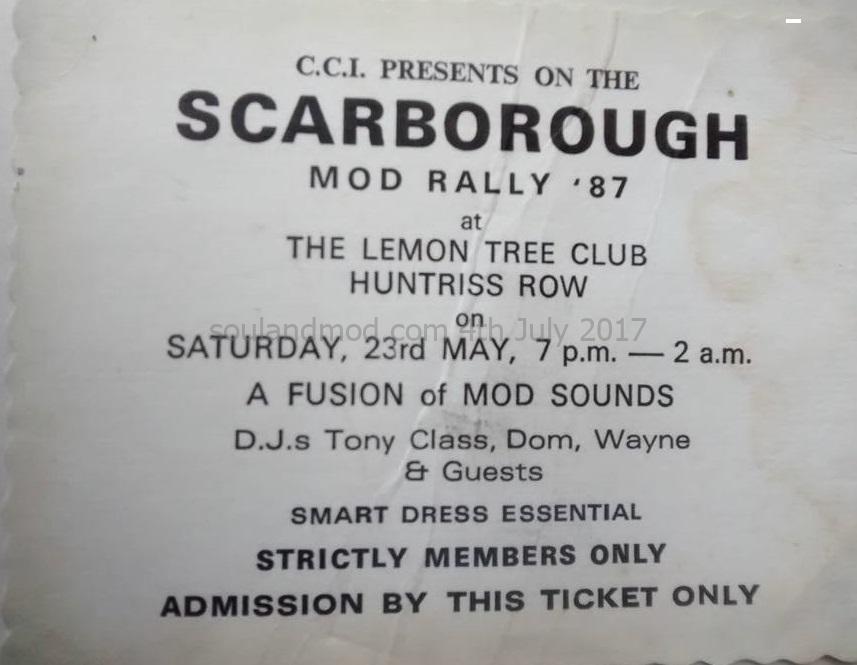 C.C.I. PRESENTS ON THE
SCARBOROUGH
MOD RALLY '87
at
THE LEMON TREE CLUB
HUNTRISS ROW
on
soulandmod.com 4th July 2017
SATURDAY, 23rd MAY, 7 p.m. — 2 a.m.
A FUSION of MOD SOUNDS
D.J.s Tony Class, Dom, Wayne
& Guests
SMART DRESS ESSENTIAL
STRICTLY MEMBERS ONLY
ADMISSION BY THIS TICKET ONLY